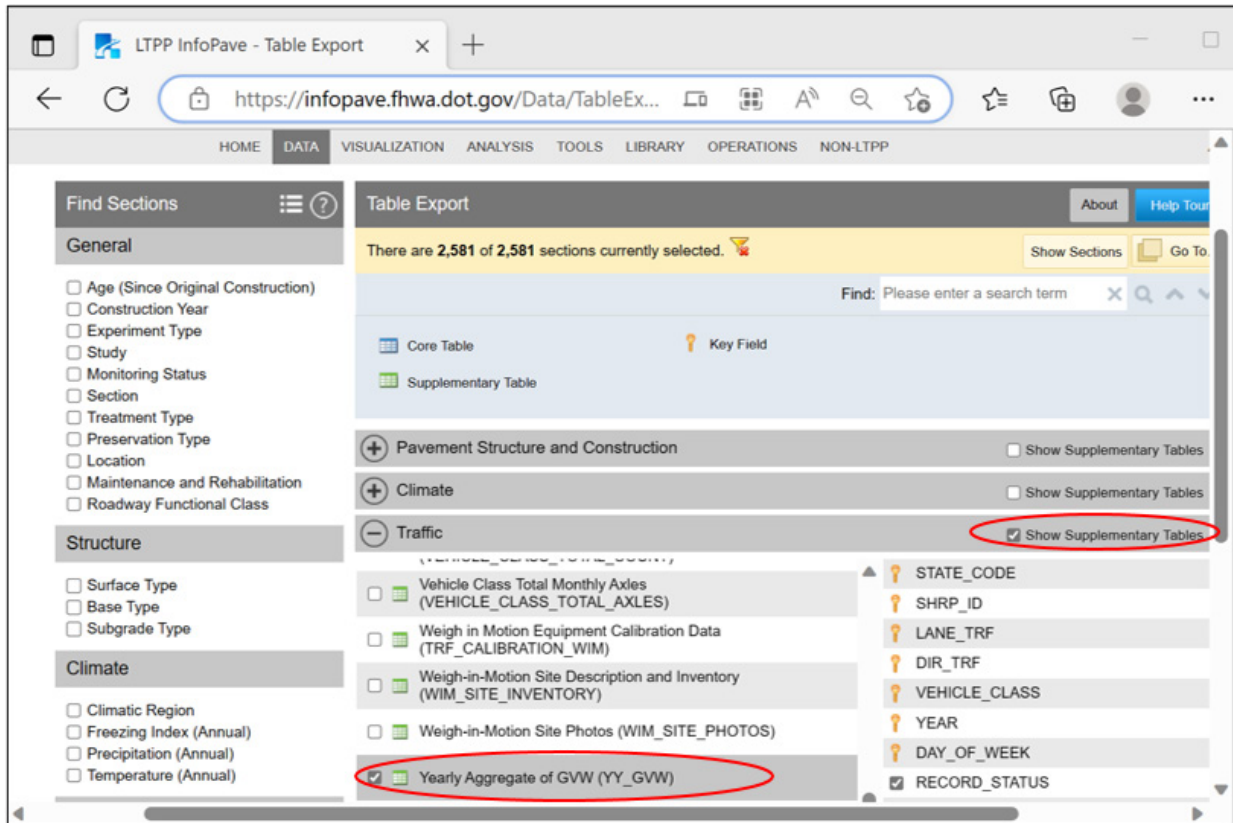 LTPP InfoPave - Table Export
https://infopave.fhwa.dot.gov/Data/TableEx...
HOME DATA VISUALIZATION ANALYSIS TOOLS LIBRARY OPERATIONS NON-LTPP
Find Sections
General
Age (Since Original Construction)
Construction Year
Experiment Type
Study
Monitoring Status
Section
Treatment Type
Preservation Type
Location
Maintenance and Rehabilitation
Roadway Functional Class
Structure
Surface Type
Base Type
Subgrade Type
Climate
Climatic Region
Freezing Index (Annual)
Precipitation (Annual)
Temperature (Annual)
Table Export
About
Help Tour
There are 2,581 of 2,581 sections currently selected.
Show Sections
Go To.
Find: Please enter a search term
Core Table
Key Field
Supplementary Table
Pavement Structure and Construction
Show Supplementary Tables
Climate
Show Supplementary Tables
Traffic
Show Supplementary Tables
Vehicle Class Total Monthly Axles
(VEHICLE_CLASS_TOTAL_AXLES)
Weigh in Motion Equipment Calibration Data
(TRF_CALIBRATION_WIM)
Weigh-in-Motion Site Description and Inventory
(WIM_SITE_INVENTORY)
Weigh-in-Motion Site Photos (WIM_SITE_PHOTOS)
Yearly Aggregate of GVW (YY_GVW)
STATE_CODE
SHRP_ID
LANE_TRF
DIR_TRF
VEHICLE_CLASS
YEAR
DAY_OF_WEEK
RECORD_STATUS